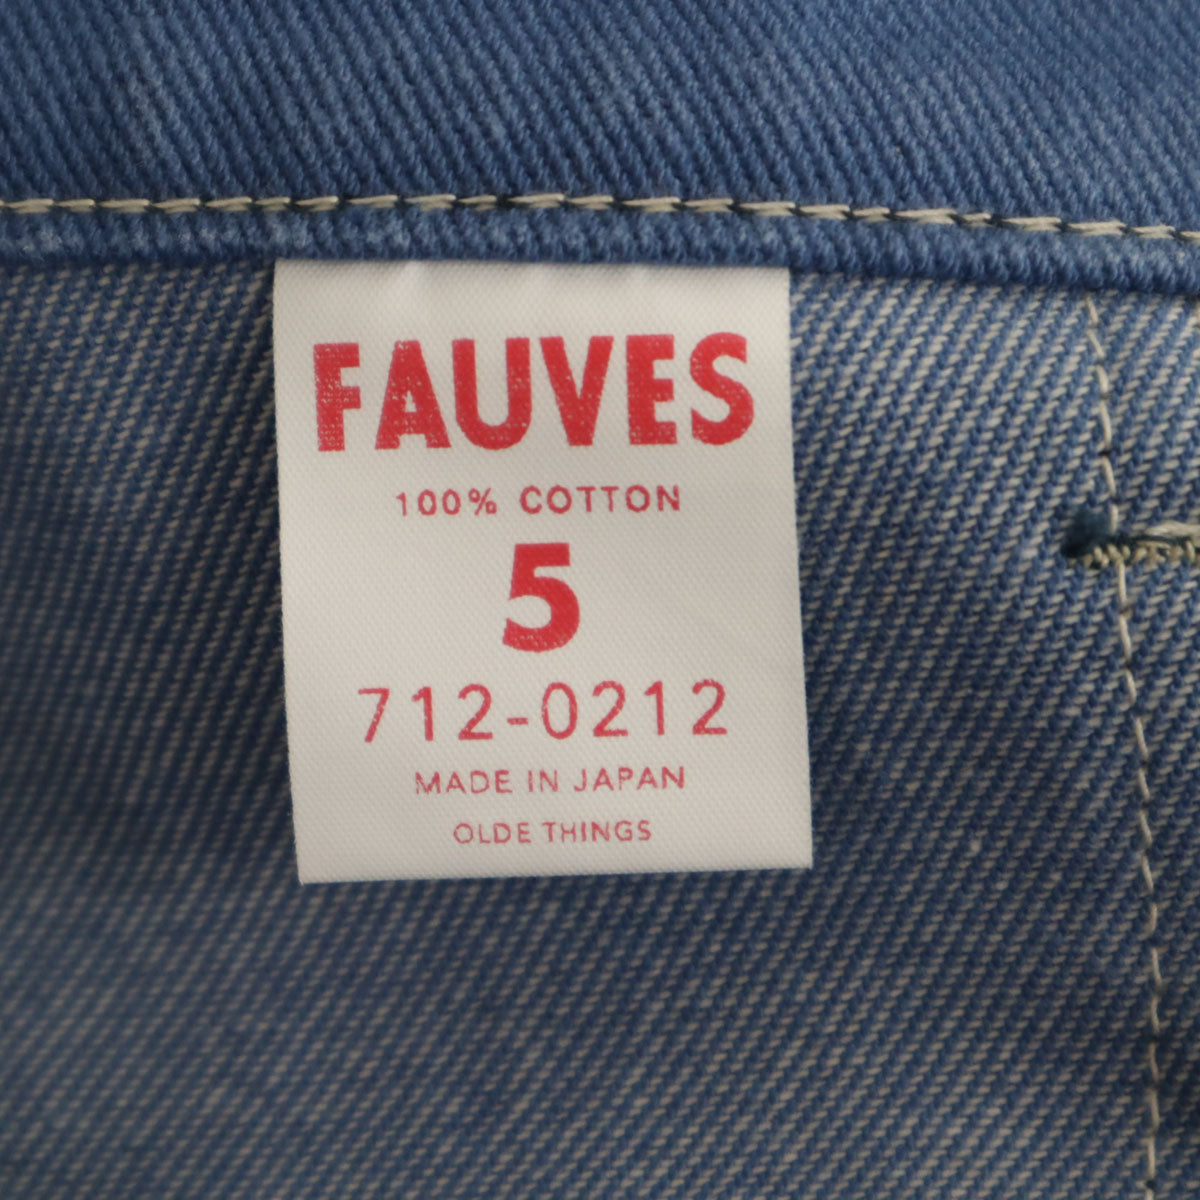 FAUVES
100% COTTON
5
712-0212
MADE IN JAPAN
OLDE THINGS